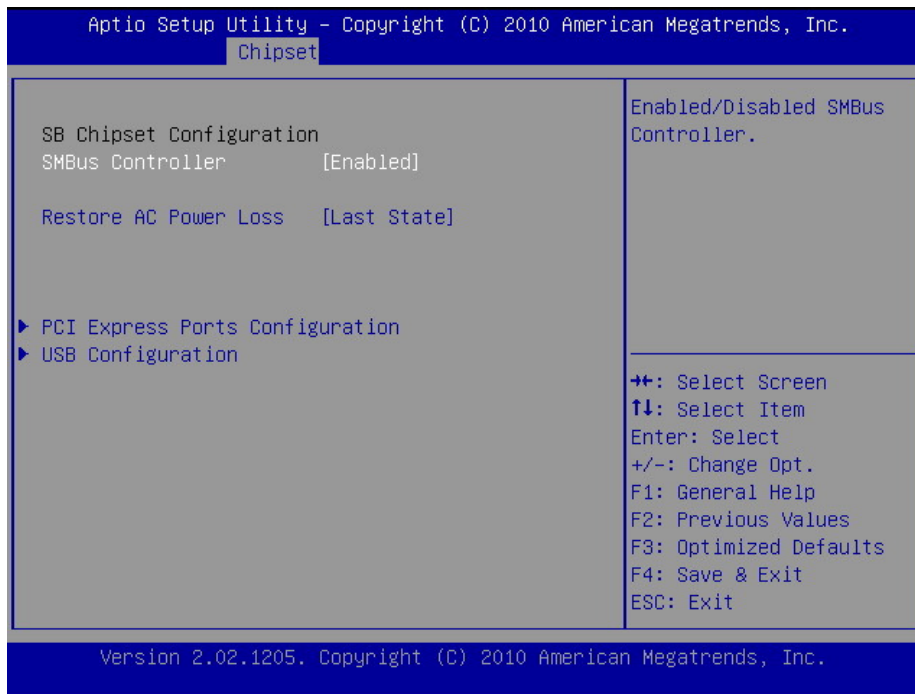 Aptio Setup Utility – Copyright (C) 2010 American Megatrends, Inc.
Chipset
SB Chipset Configuration
SMBus Controller [Enabled]
Restore AC Power Loss [Last State]
▶ PCI Express Ports Configuration
▶ USB Configuration
Enabled/Disabled SMBus
Controller.
→←: Select Screen
↑↓: Select Item
Enter: Select
+/-: Change Opt.
F1: General Help
F2: Previous Values
F3: Optimized Defaults
F4: Save & Exit
ESC: Exit
Version 2.02.1205. Copyright (C) 2010 American Megatrends, Inc.